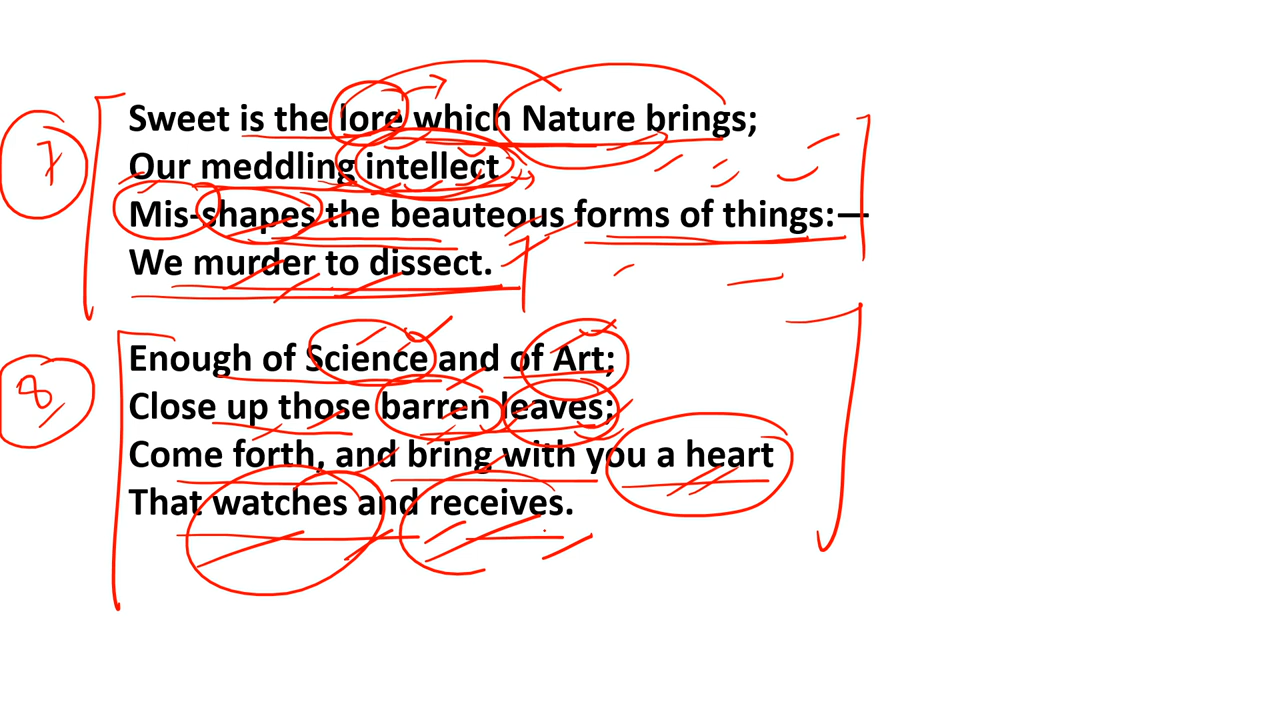 7
Sweet is the lore which Nature brings;
Our meddling intellect
Mis-shapes the beauteous forms of things:—
We murder to dissect.
8
Enough of Science and of Art;
Close up those barren leaves;
Come forth, and bring with you a heart
That watches and receives.